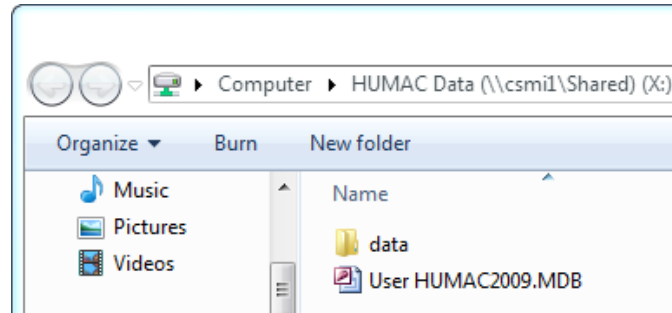 Computer HUMAC Data (\\csmi1\Shared) (X:)
Organize Burn New folder
Music
Pictures
Videos
Name
data
User HUMAC2009.MDB